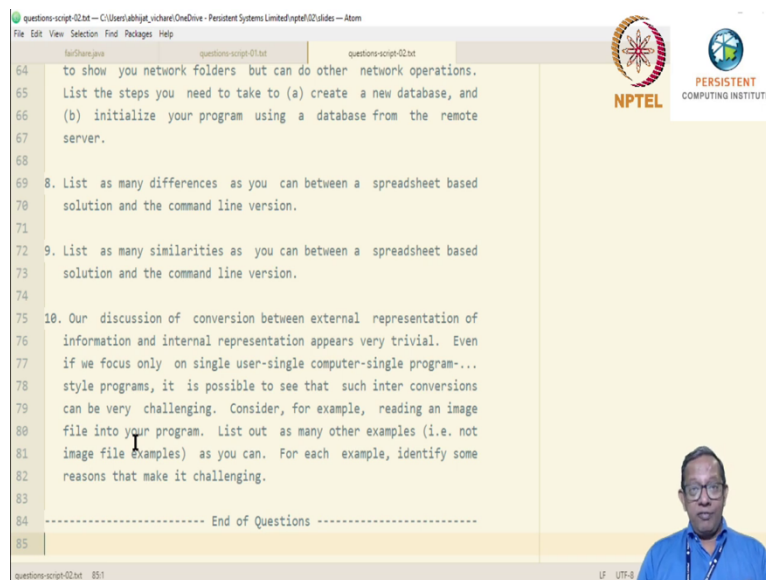 questions-script-02.txt — C:\Users\abhijat_vichare\OneDrive - Persistent Systems Limited\nptel\02\slides — Atom
File Edit View Selection Find Packages Help
fairShare.java questions-script-01.txt questions-script-02.txt
NPTEL
PERSISTENT
COMPUTING INSTITUT
64 to show you network folders but can do other network operations.
65 List the steps you need to take to (a) create a new database, and
66 (b) initialize your program using a database from the remote
67 server.
68
69 8. List as many differences as you can between a spreadsheet based
70 solution and the command line version.
71
72 9. List as many similarities as you can between a spreadsheet based
73 solution and the command line version.
74
75 10. Our discussion of conversion between external representation of
76 information and internal representation appears very trivial. Even
77 if we focus only on single user-single computer-single program-...
78 style programs, it is possible to see that such inter conversions
79 can be very challenging. Consider, for example, reading an image
80 file into your program. List out as many other examples (i.e. not
81 image file examples) as you can. For each example, identify some
82 reasons that make it challenging.
83
84 ------------------------- End of Questions -------------------------
85
questions-script-02.txt 85:1 LF UTF-8